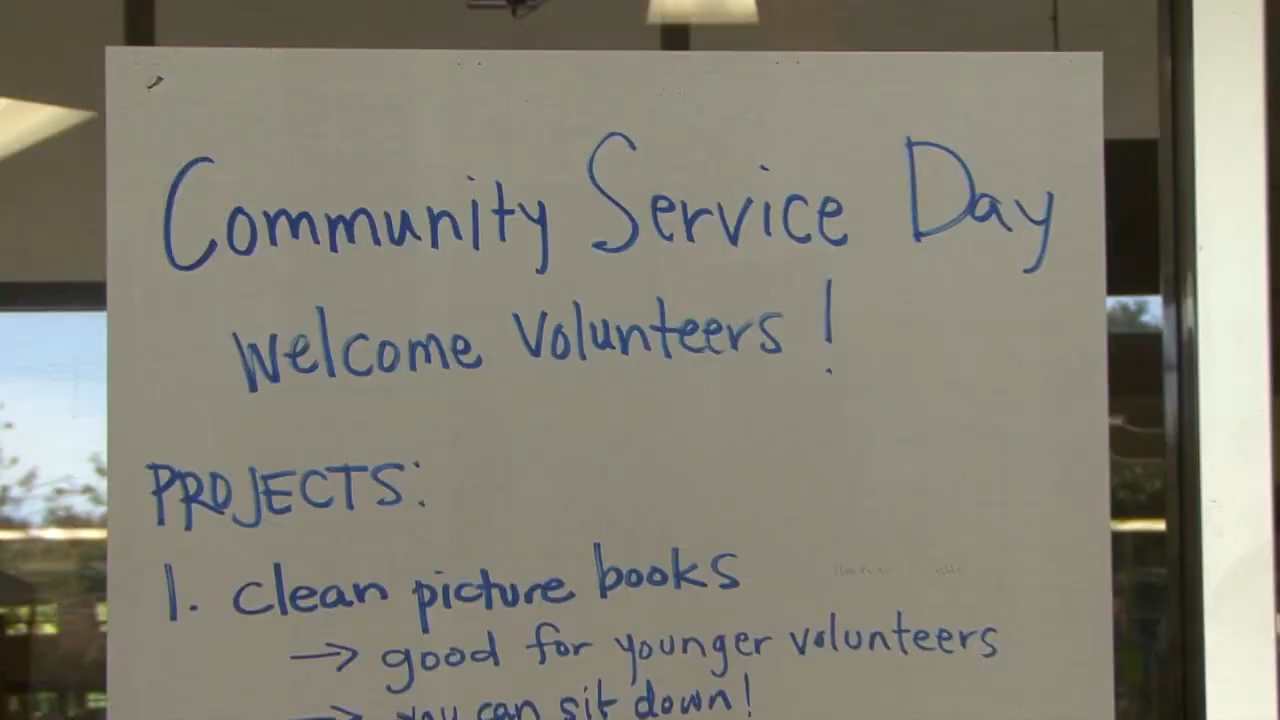 Community Service Day
Welcome Volunteers!
PROJECTS:
1. clean picture books
→ good for younger volunteers
→ you can sit down!